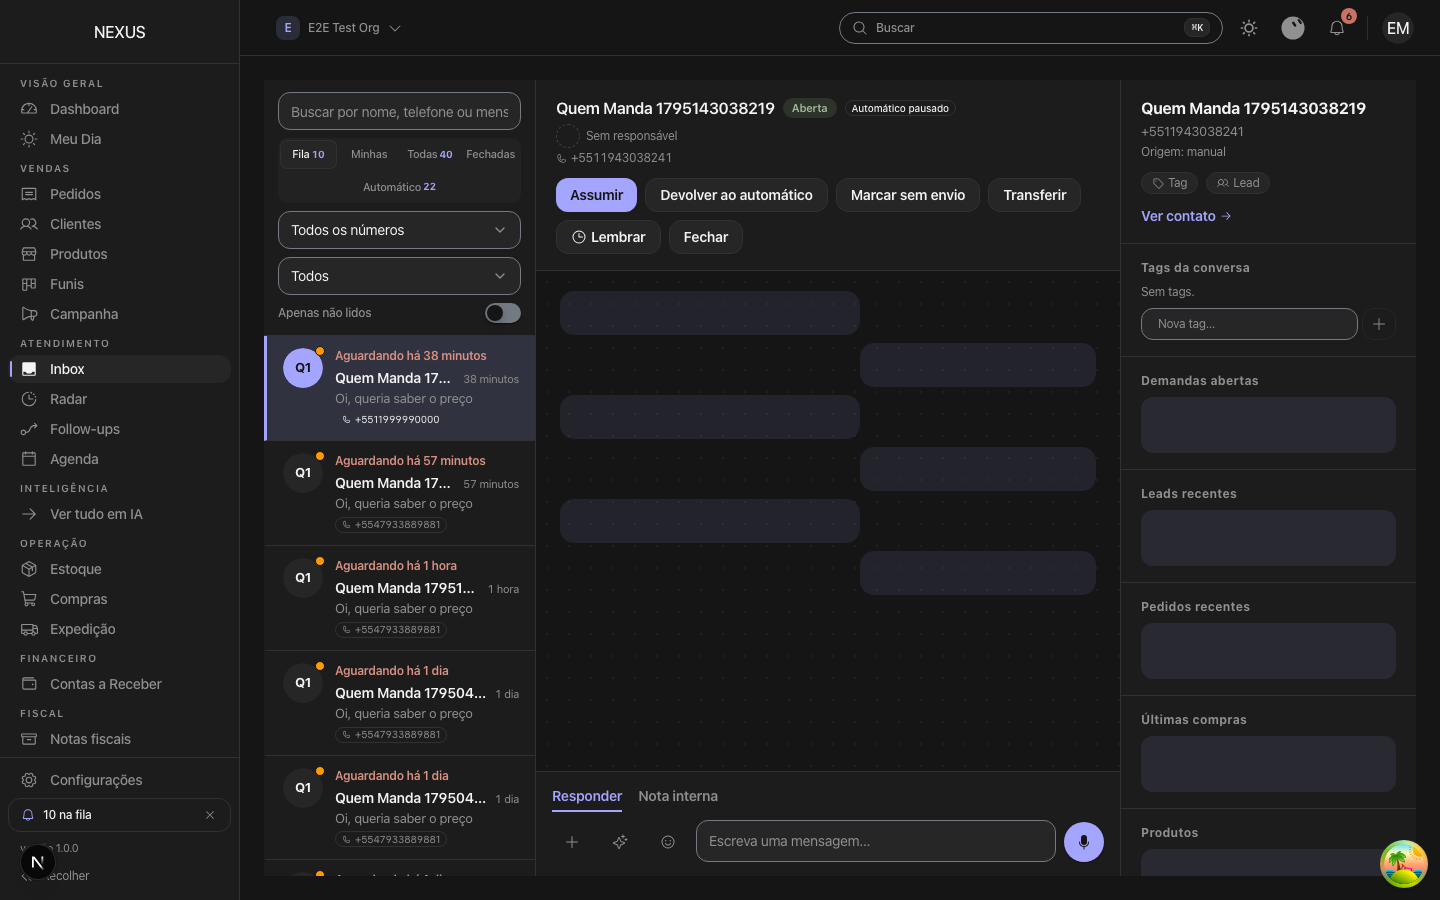 NEXUS
E
E2E Test Org
Buscar
⌘K
6
EM
VISÃO GERAL
Dashboard
Meu Dia
VENDAS
Pedidos
Clientes
Produtos
Funis
Campanha
ATENDIMENTO
Inbox
Radar
Follow-ups
Agenda
INTELIGÊNCIA
Ver tudo em IA
OPERAÇÃO
Estoque
Compras
Expedição
FINANCEIRO
Contas a Receber
FISCAL
Notas fiscais
Configurações
10 na fila
1.0.0
N
Buscar por nome, telefone ou mens
Fila 10
Minhas
Todas 40
Fechadas
Automático 22
Todos os números
Todos
Apenas não lidos
Q1
Aguardando há 38 minutos
Quem Manda 17... 38 minutos
Oi, queria saber o preço
+5511999990000
Q1
Aguardando há 57 minutos
Quem Manda 17... 57 minutos
Oi, queria saber o preço
+5547933889881
Q1
Aguardando há 1 hora
Quem Manda 17951... 1 hora
Oi, queria saber o preço
+5547933889881
Q1
Aguardando há 1 dia
Quem Manda 179504... 1 dia
Oi, queria saber o preço
+5547933889881
Q1
Aguardando há 1 dia
Quem Manda 179504... 1 dia
Oi, queria saber o preço
+5547933889881
Quem Manda 1795143038219
Aberta
Automático pausado
Sem responsável
+5511943038241
Assumir
Devolver ao automático
Marcar sem envio
Transferir
Lembrar
Fechar
Responder
Nota interna
Escreva uma mensagem...
Quem Manda 1795143038219
+5511943038241
Origem: manual
Tag
Lead
Ver contato →
Tags da conversa
Sem tags.
Nova tag...
Demandas abertas
Leads recentes
Pedidos recentes
Últimas compras
Produtos